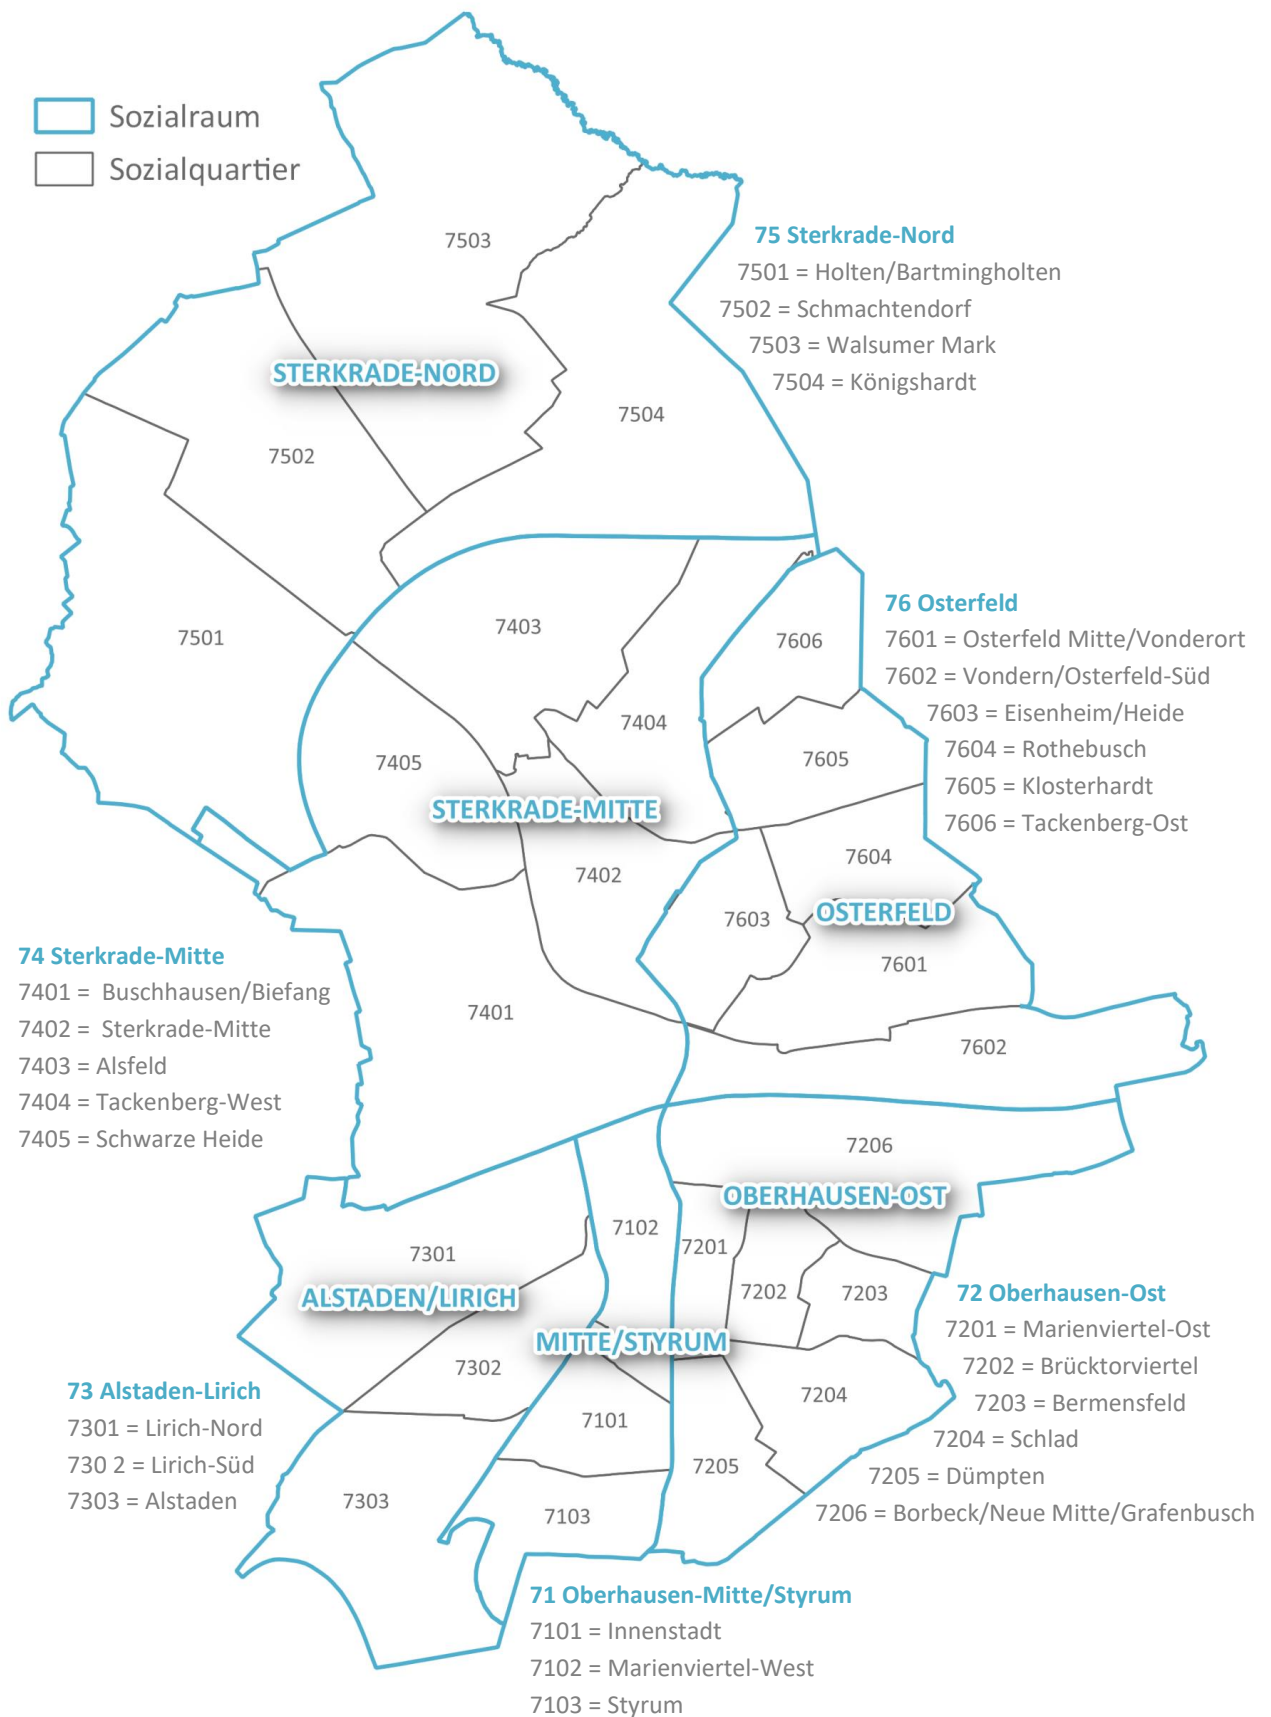 Sozialraum
Sozialquartier
7503
75 Sterkrade-Nord
7501 = Holten/Bartmingholten
7502 = Schmachtendorf
7503 = Walsumer Mark
7504 = Königshardt
STERKRADE-NORD
7504
7502
7501
7403
76 Osterfeld
7601 = Osterfeld Mitte/Vonderort
7602 = Vondern/Osterfeld-Süd
7603 = Eisenheim/Heide
7604 = Rothebusch
7605 = Klosterhardt
7606 = Tackenberg-Ost
7606
7404
7405
7605
STERKRADE-MITTE
7402
7604
OSTERFELD
7603
7601
74 Sterkrade-Mitte
7401 = Buschhausen/Biefang
7402 = Sterkrade-Mitte
7403 = Alsfeld
7404 = Tackenberg-West
7405 = Schwarze Heide
7401
7602
7206
OBERHAUSEN-OST
7102
7201
7301
ALSTADEN/LIRICH
7202
7203
MITTE/STYRUM
72 Oberhausen-Ost
7201 = Marienviertel-Ost
7202 = Brücktorviertel
7203 = Bermensfeld
7204 = Schlad
7205 = Dümpten
7206 = Borbeck/Neue Mitte/Grafenbusch
7302
7204
73 Alstaden-Lirich
7301 = Lirich-Nord
730 2 = Lirich-Süd
7303 = Alstaden
7101
7205
7303
7103
71 Oberhausen-Mitte/Styrum
7101 = Innenstadt
7102 = Marienviertel-West
7103 = Styrum